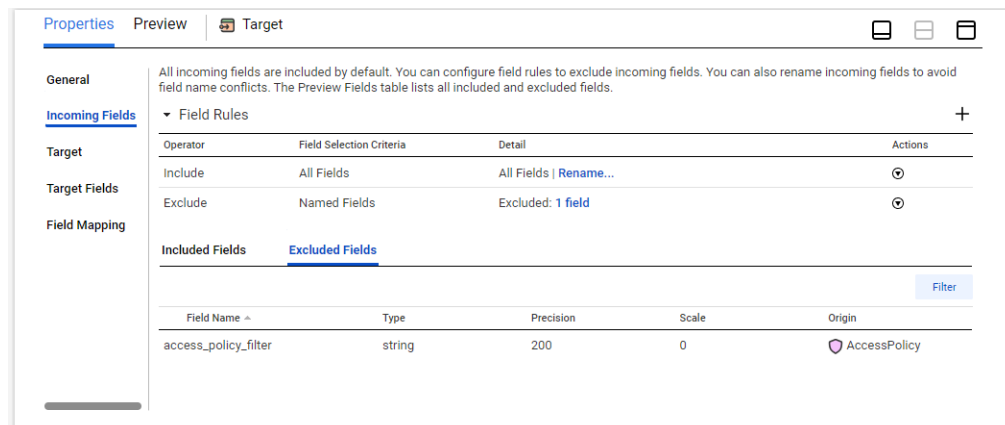 Properties Preview Target
General
Incoming Fields
Target
Target Fields
Field Mapping
All incoming fields are included by default. You can configure field rules to exclude incoming fields. You can also rename incoming fields to avoid
field name conflicts. The Preview Fields table lists all included and excluded fields.
Field Rules
Operator Field Selection Criteria Detail Actions
Include All Fields All Fields | Rename...
Exclude Named Fields Excluded: 1 field
Included Fields Excluded Fields
Filter
Field Name Type Precision Scale Origin
access_policy_filter string 200 0 AccessPolicy